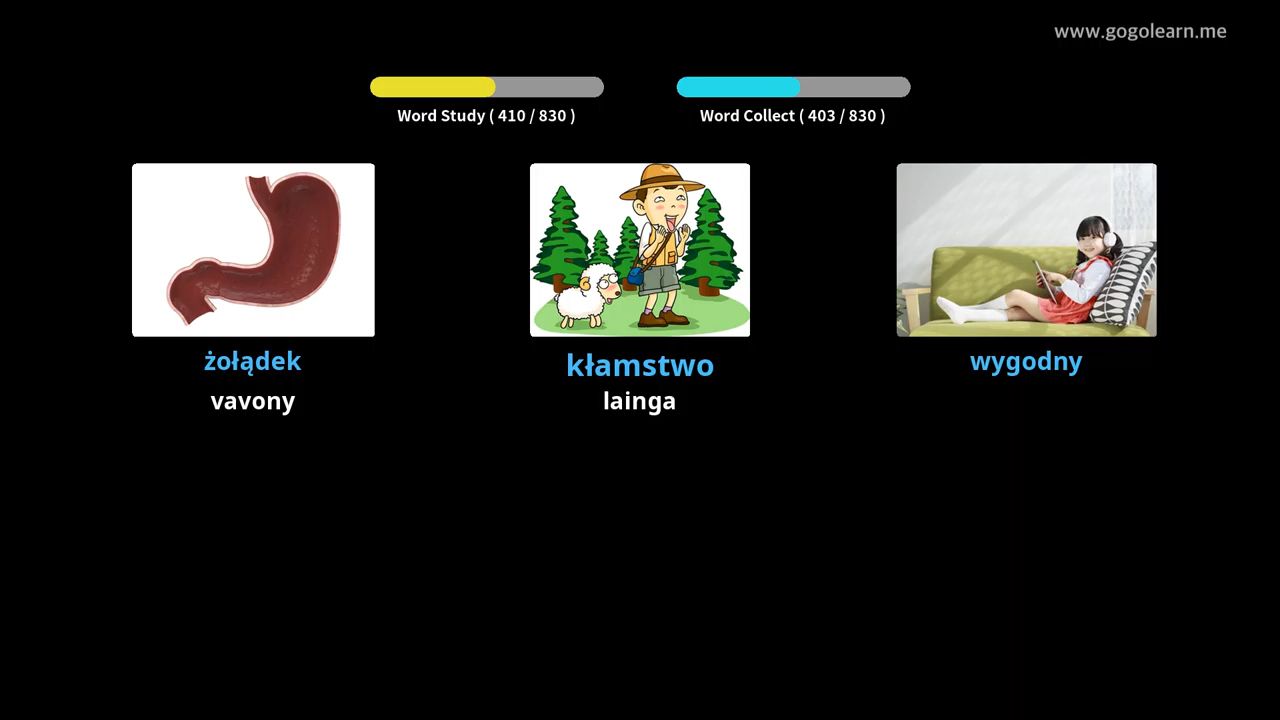 www.gogolearn.me
Word Study ( 410 / 830 )
Word Collect ( 403 / 830 )
żołądek
kłamstwo
wygodny
vavony
lainga